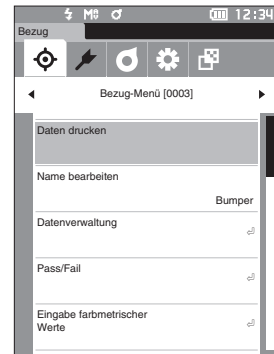 12:34
Bezug
Bezug-Menü [0003]
Daten drucken
Name bearbeiten
Bumper
Datenverwaltung
Pass/Fail
Eingabe farbmetrischer
Werte